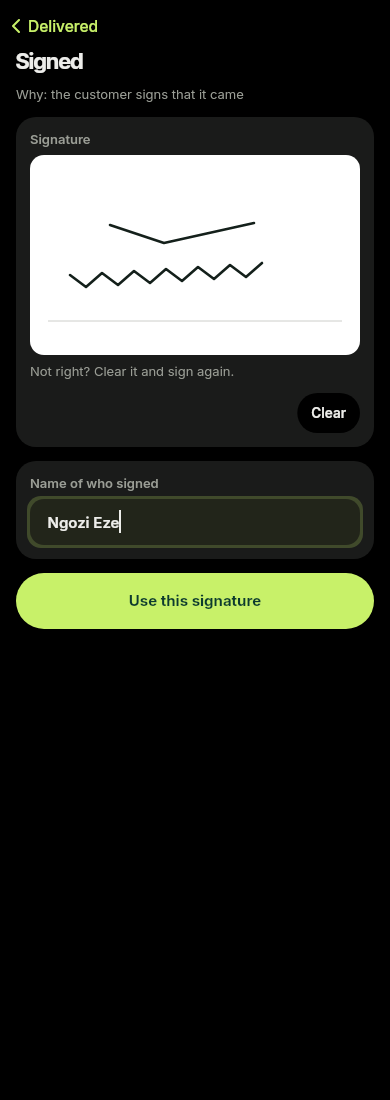 Delivered
Signed
Why: the customer signs that it came
Signature
Not right? Clear it and sign again.
Clear
Name of who signed
Ngozi Eze
Use this signature